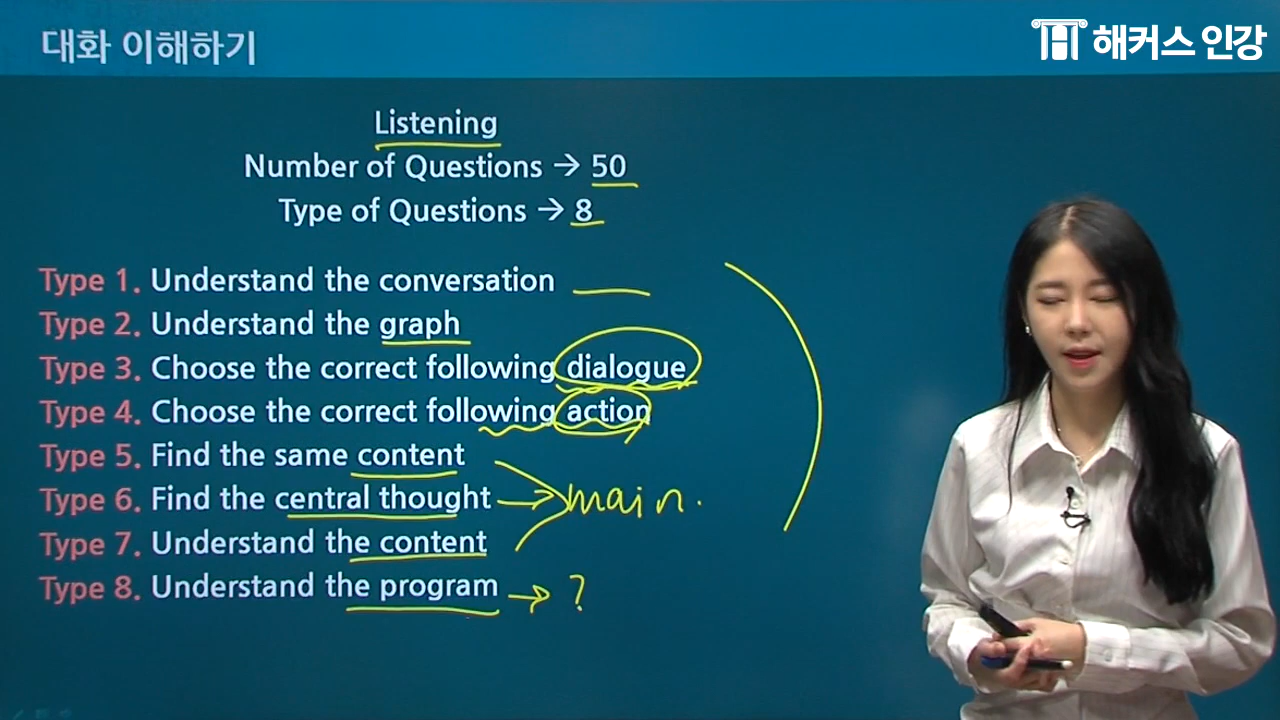 대화 이해하기
해커스 인강
Listening
Number of Questions → 50
Type of Questions → 8
Type 1. Understand the conversation
Type 2. Understand the graph
Type 3. Choose the correct following dialogue
Type 4. Choose the correct following action
Type 5. Find the same content
Type 6. Find the central thought → main.
Type 7. Understand the content
Type 8. Understand the program → ?